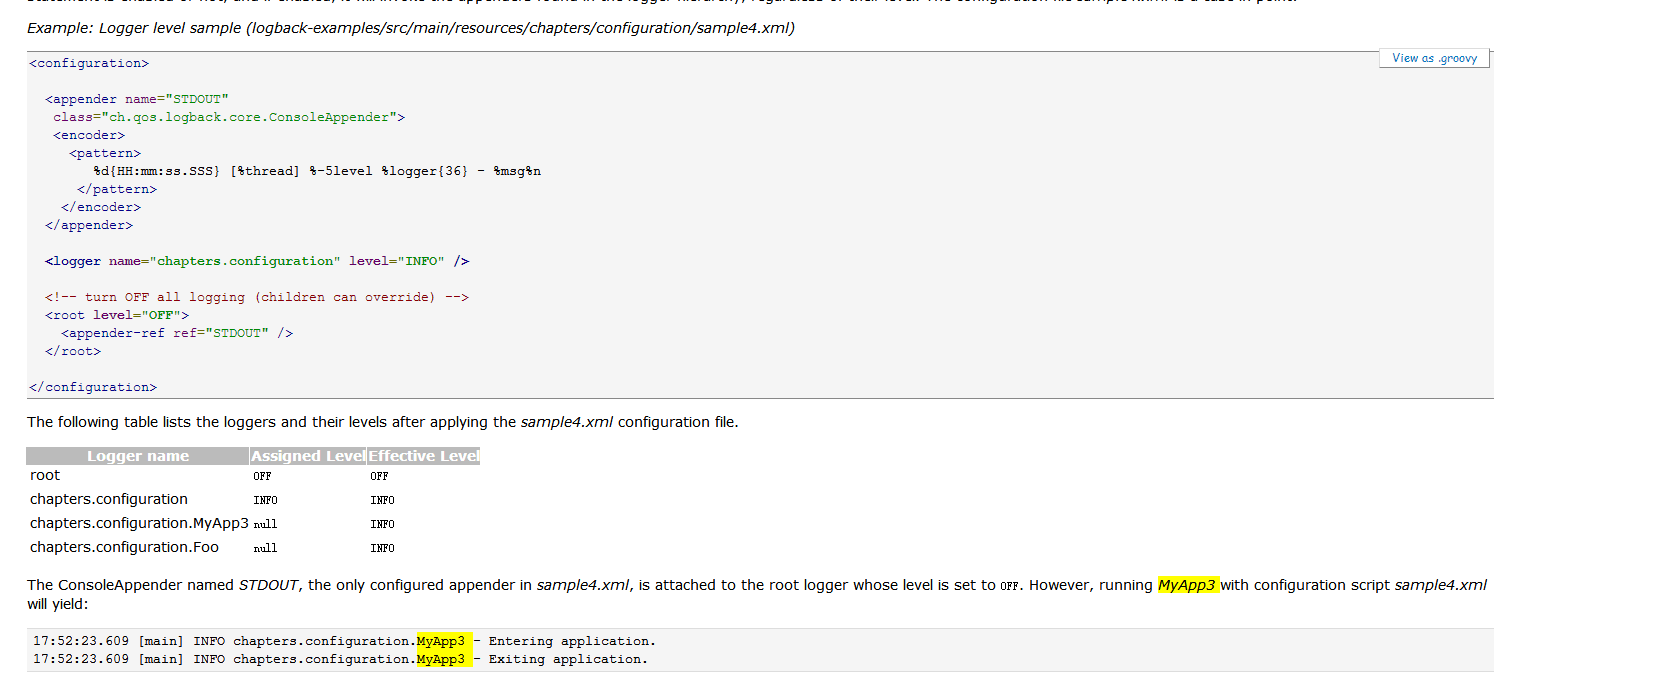 Example: Logger level sample (logback-examples/src/main/resources/chapters/configuration/sample4.xml)
View as .groovy
<configuration>
<appender name="STDOUT"
class="ch.qos.logback.core.ConsoleAppender">
<encoder>
<pattern>
%d{HH:mm:ss.SSS} [%thread] %-5level %logger{36} - %msg%n
</pattern>
</encoder>
</appender>
<logger name="chapters.configuration" level="INFO" />
<!-- turn OFF all logging (children can override) -->
<root level="OFF">
<appender-ref ref="STDOUT" />
</root>
</configuration>
The following table lists the loggers and their levels after applying the sample4.xml configuration file.
Logger name Assigned Level Effective Level
root OFF OFF
chapters.configuration INFO INFO
chapters.configuration.MyApp3 null INFO
chapters.configuration.Foo null INFO
The ConsoleAppender named STDOUT, the only configured appender in sample4.xml, is attached to the root logger whose level is set to OFF. However, running MyApp3 with configuration script sample4.xml
will yield:
17:52:23.609 [main] INFO chapters.configuration.MyApp3 - Entering application.
17:52:23.609 [main] INFO chapters.configuration.MyApp3 - Exiting application.